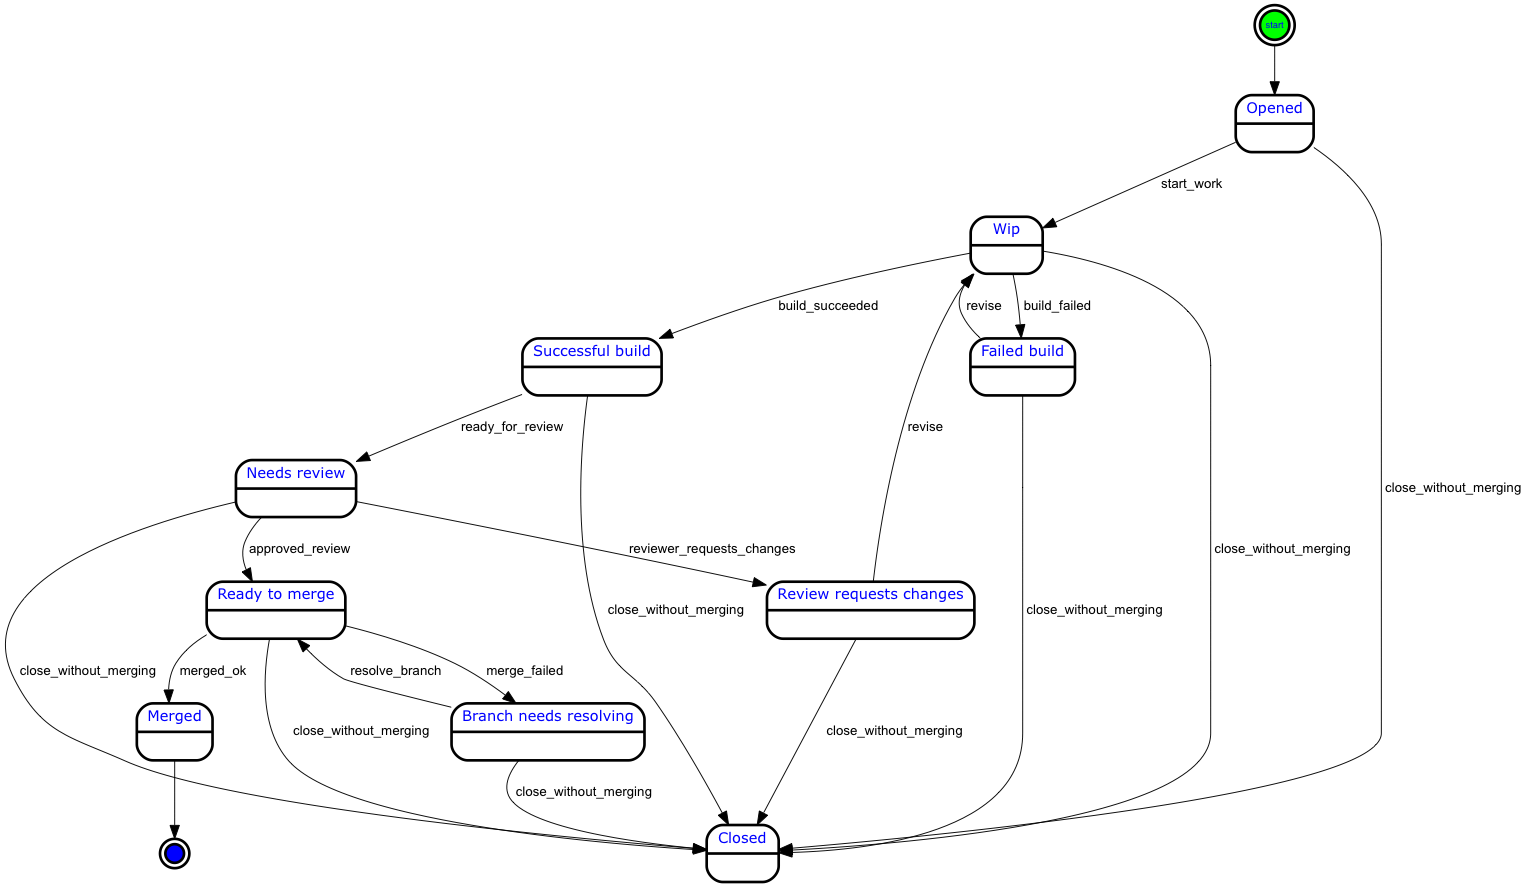 start
Opened
start_work
Wip
build_succeeded
revise
build_failed
Successful build
Failed build
ready_for_review
revise
Needs review
close_without_merging
approved_review
reviewer_requests_changes
close_without_merging
Ready to merge
Review requests changes
close_without_merging
close_without_merging
close_without_merging
merged_ok
resolve_branch
merge_failed
Merged
Branch needs resolving
close_without_merging
close_without_merging
close_without_merging
Closed